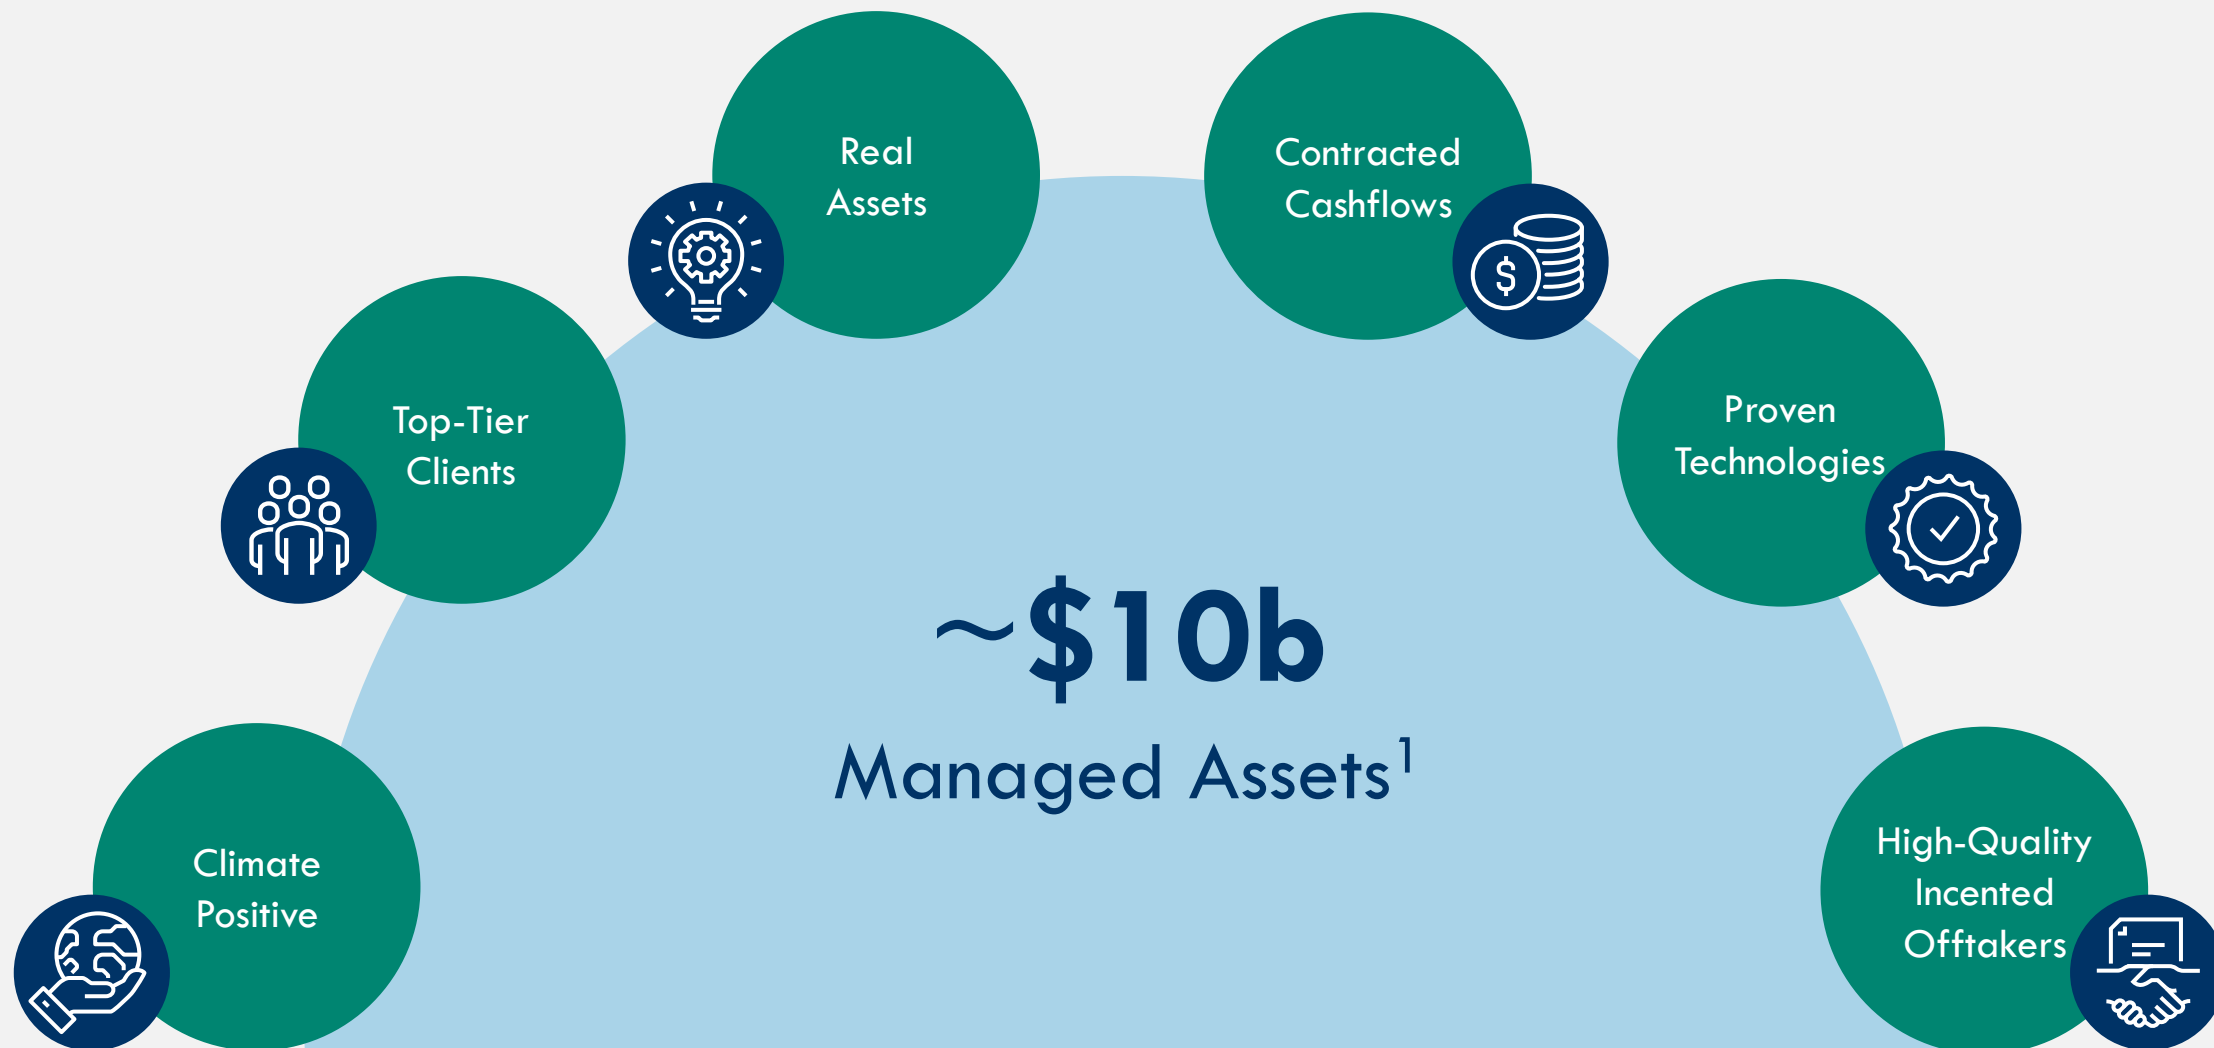 Real
Assets
Contracted
Cashflows
Top-Tier
Clients
Proven
Technologies
$
~$10b
Managed Assets1
Climate
Positive
High-Quality
Incented
Offtakers